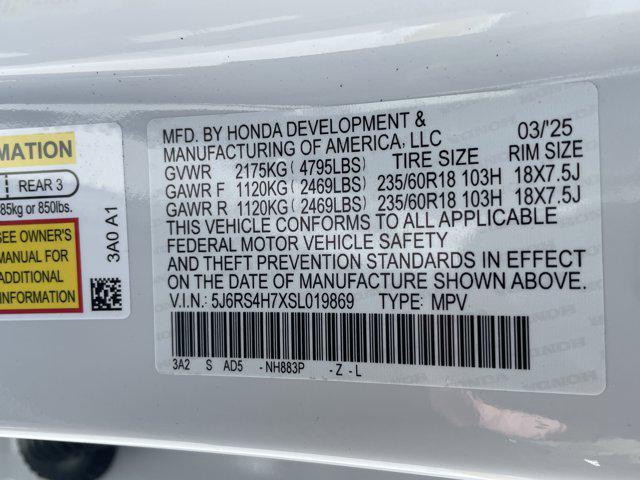 MATION
REAR 3
85kg or 850lbs.
SEE OWNER'S
MANUAL FOR
ADDITIONAL
INFORMATION
3A0 A1
MFD. BY HONDA DEVELOPMENT &
MANUFACTURING OF AMERICA, LLC 03/'25
GVWR 2175KG(4795LBS) TIRE SIZE RIM SIZE
GAWR F 1120KG(2469LBS) 235/60R18 103H 18X7.5J
GAWR R 1120KG(2469LBS) 235/60R18 103H 18X7.5J
THIS VEHICLE CONFORMS TO ALL APPLICABLE
FEDERAL MOTOR VEHICLE SAFETY
AND THEFT PREVENTION STANDARDS IN EFFECT
ON THE DATE OF MANUFACTURE SHOWN ABOVE.
V.I.N.: 5J6RS4H7XSL019869 TYPE: MPV
3A2 S AD5 -NH883P -Z-L